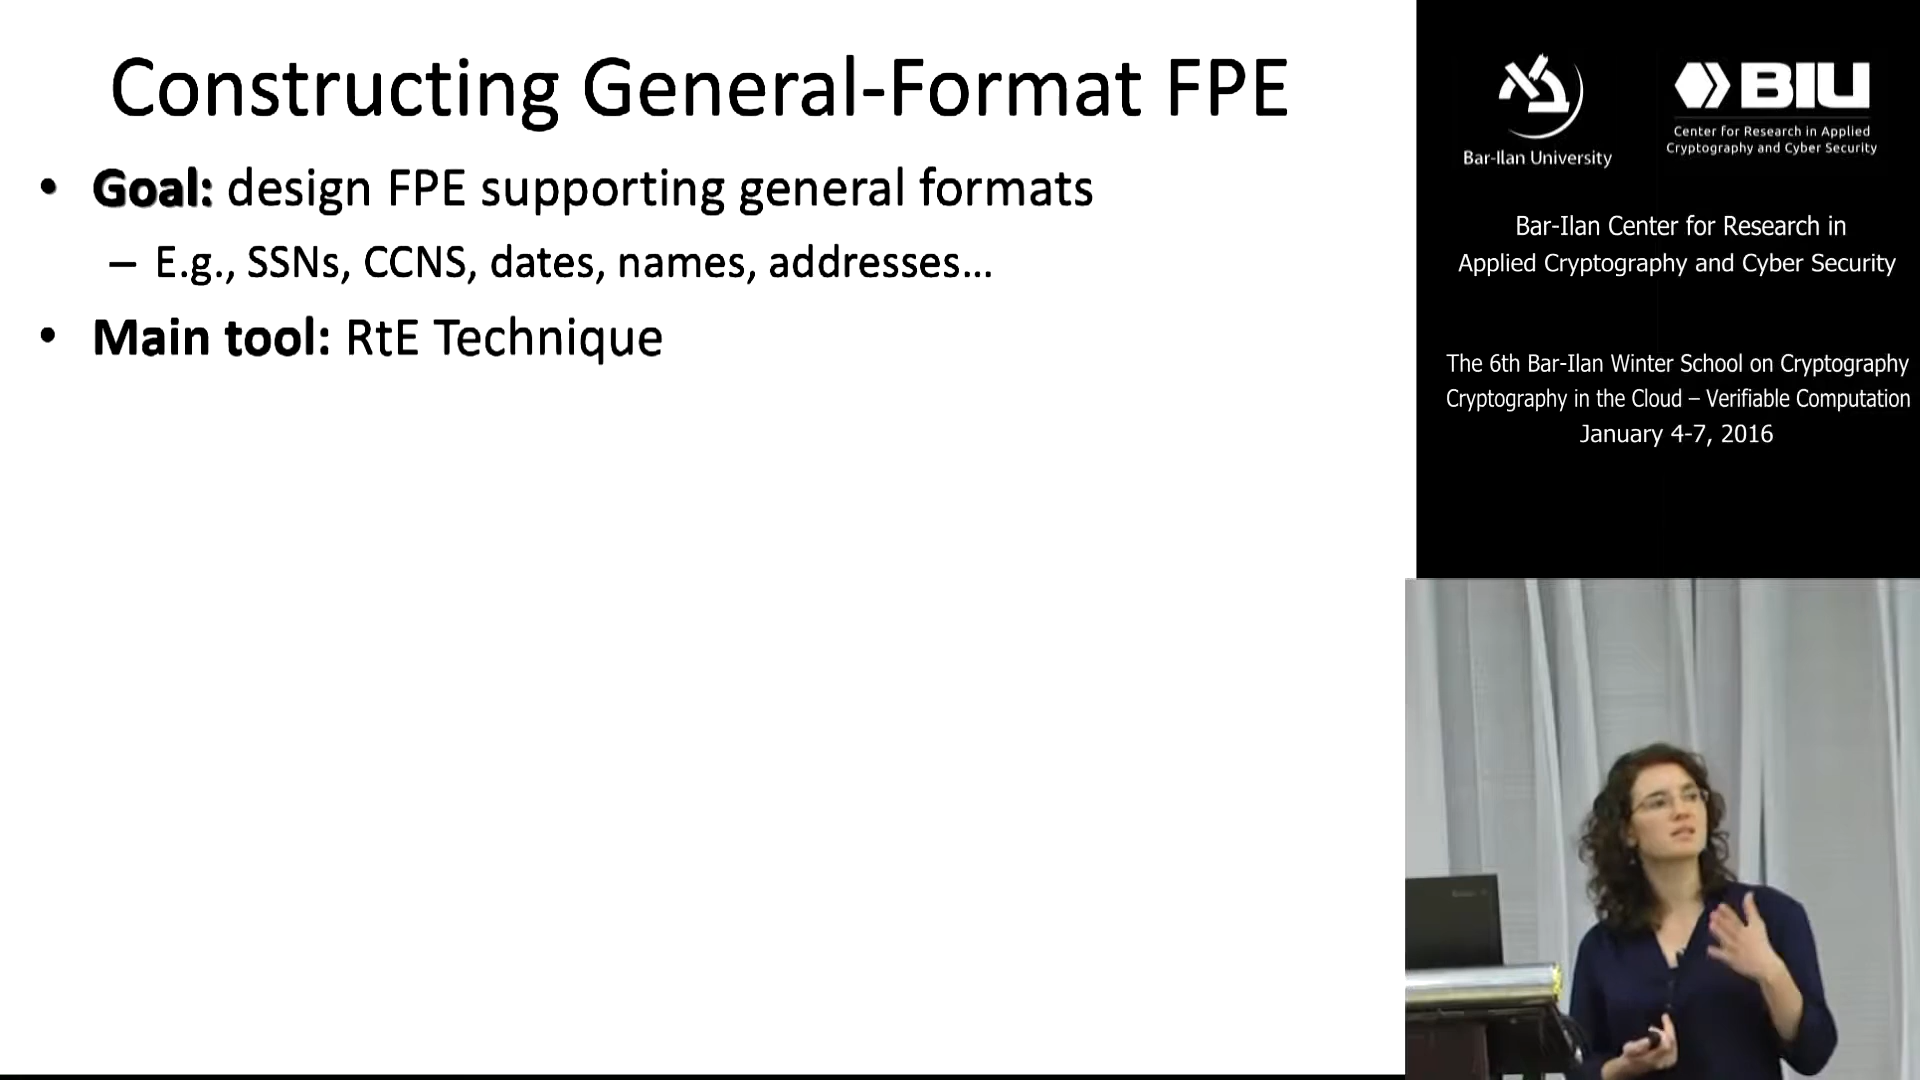 Constructing General-Format FPE
• Goal: design FPE supporting general formats
– E.g., SSNs, CCNS, dates, names, addresses...
• Main tool: RtE Technique
Bar-Ilan University
BIU
Center for Research in Applied
Cryptography and Cyber Security
Bar-Ilan Center for Research in
Applied Cryptography and Cyber Security
The 6th Bar-Ilan Winter School on Cryptography
Cryptography in the Cloud – Verifiable Computation
January 4-7, 2016